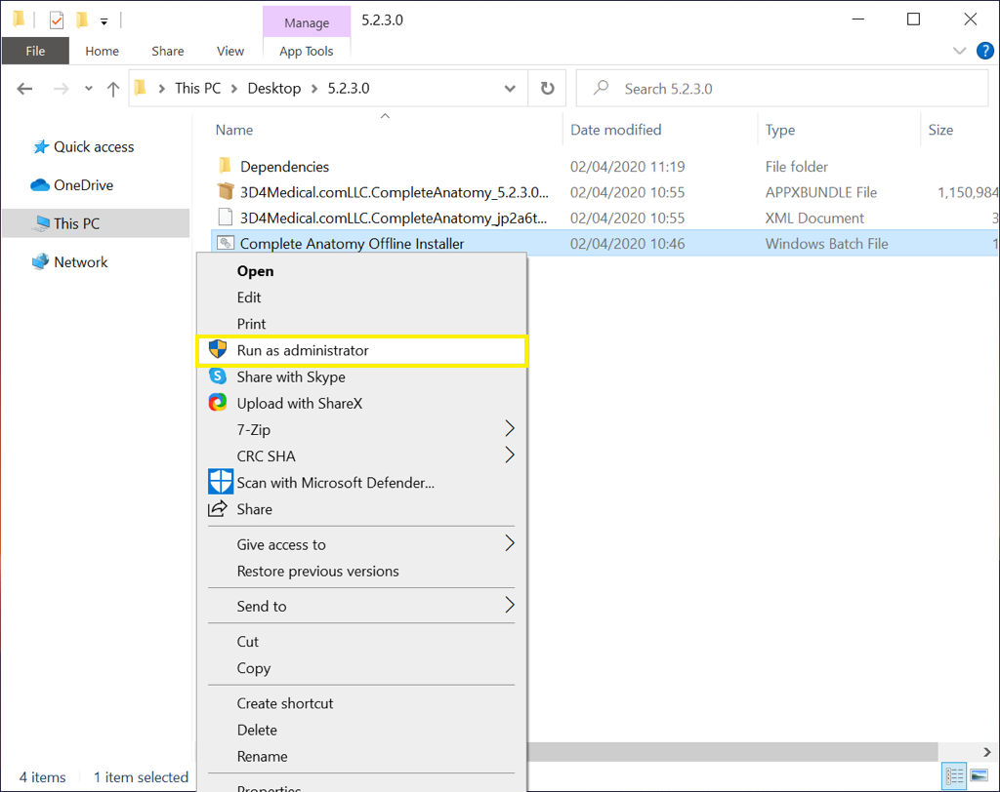 Manage
5.2.3.0
File
Home
Share
View
App Tools
?
This PC
Desktop
5.2.3.0
Search 5.2.3.0
Name
Date modified
Type
Size
Quick access
OneDrive
This PC
Network
Dependencies
02/04/2020 11:19
File folder
3D4Medical.comLLC.CompleteAnatomy_5.2.3.0...
02/04/2020 10:55
APPXBUNDLE File
1,150,984
3D4Medical.comLLC.CompleteAnatomy_jp2a6t...
02/04/2020 10:55
XML Document
3
Complete Anatomy Offline Installer
02/04/2020 10:46
Windows Batch File
1
Open
Edit
Print
Run as administrator
S
Share with Skype
Upload with ShareX
7-Zip
CRC SHA
Scan with Microsoft Defender...
Share
Give access to
Restore previous versions
Send to
Cut
Copy
Create shortcut
Delete
Rename
Properties
4 items
1 item selected